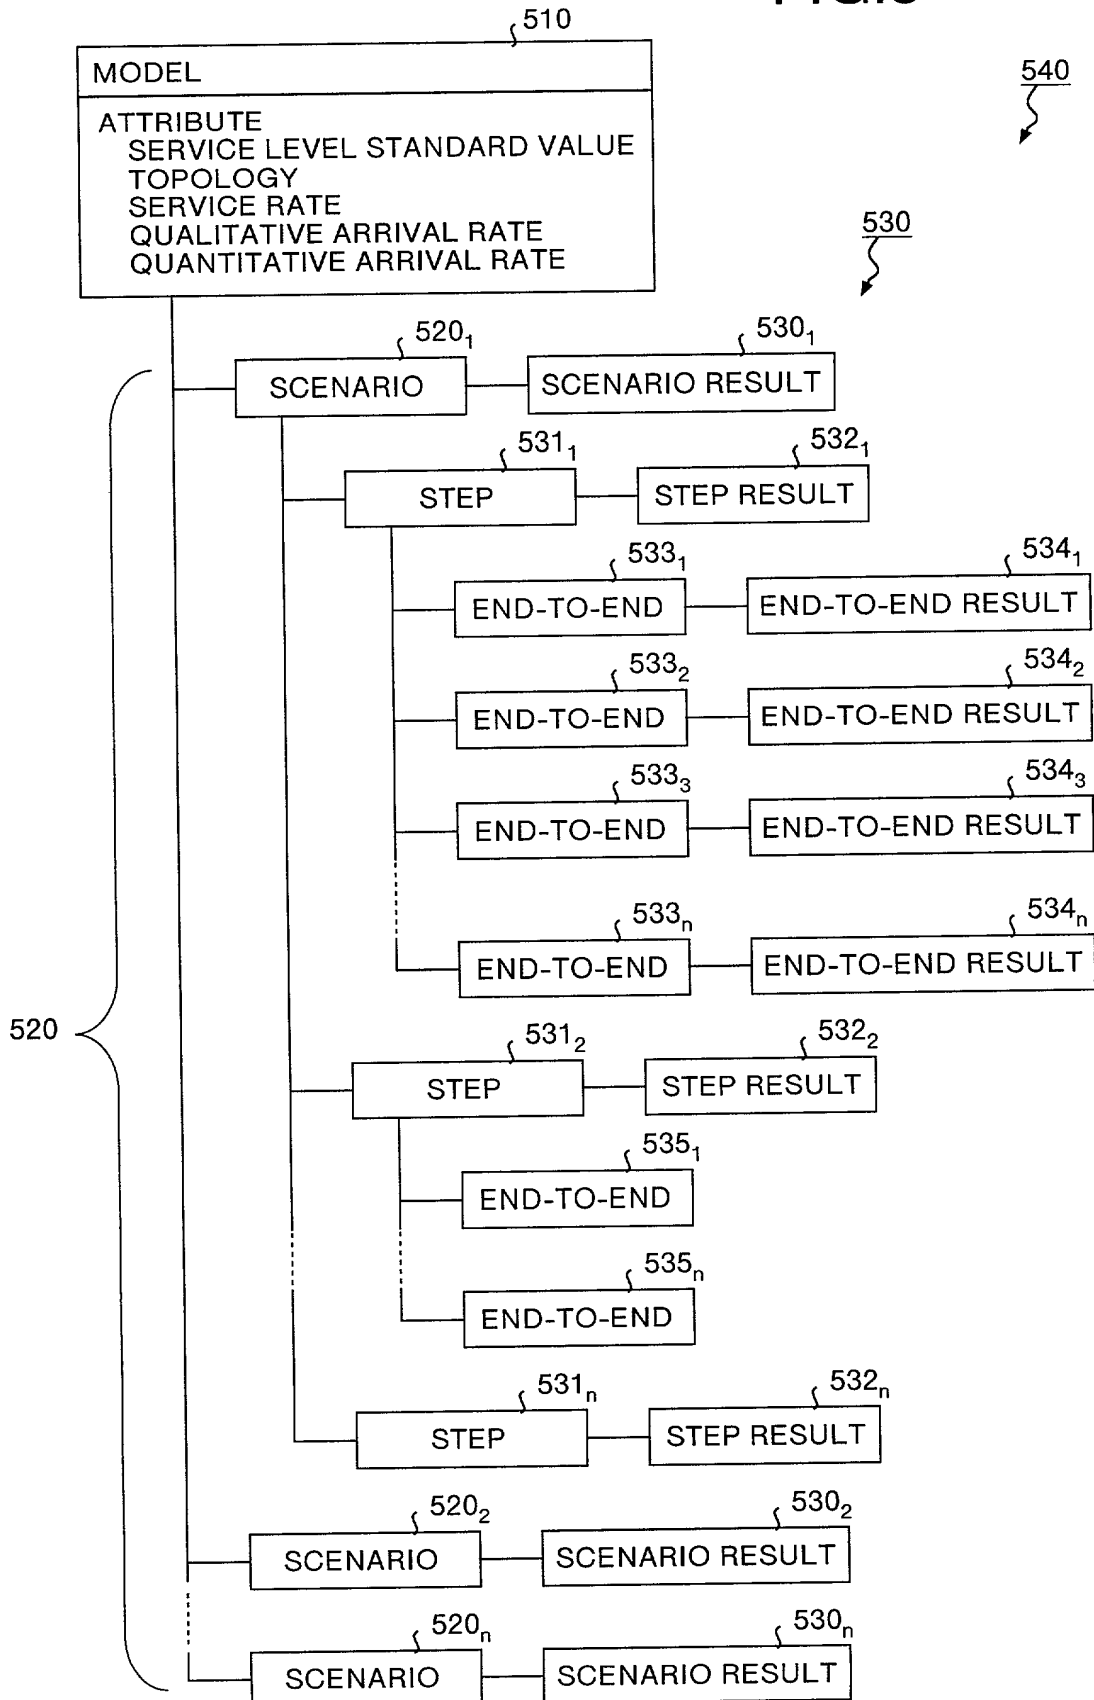 510
MODEL
ATTRIBUTE
SERVICE LEVEL STANDARD VALUE
TOPOLOGY
SERVICE RATE
QUALITATIVE ARRIVAL RATE
QUANTITATIVE ARRIVAL RATE
540
530
520₁
530₁
SCENARIO
SCENARIO RESULT
531₁
532₁
STEP
STEP RESULT
533₁
534₁
END-TO-END
END-TO-END RESULT
533₂
534₂
END-TO-END
END-TO-END RESULT
533₃
534₃
END-TO-END
END-TO-END RESULT
533ₙ
534ₙ
END-TO-END
END-TO-END RESULT
520
531₂
532₂
STEP
STEP RESULT
535₁
END-TO-END
535ₙ
END-TO-END
531ₙ
532ₙ
STEP
STEP RESULT
520₂
530₂
SCENARIO
SCENARIO RESULT
520ₙ
530ₙ
SCENARIO
SCENARIO RESULT